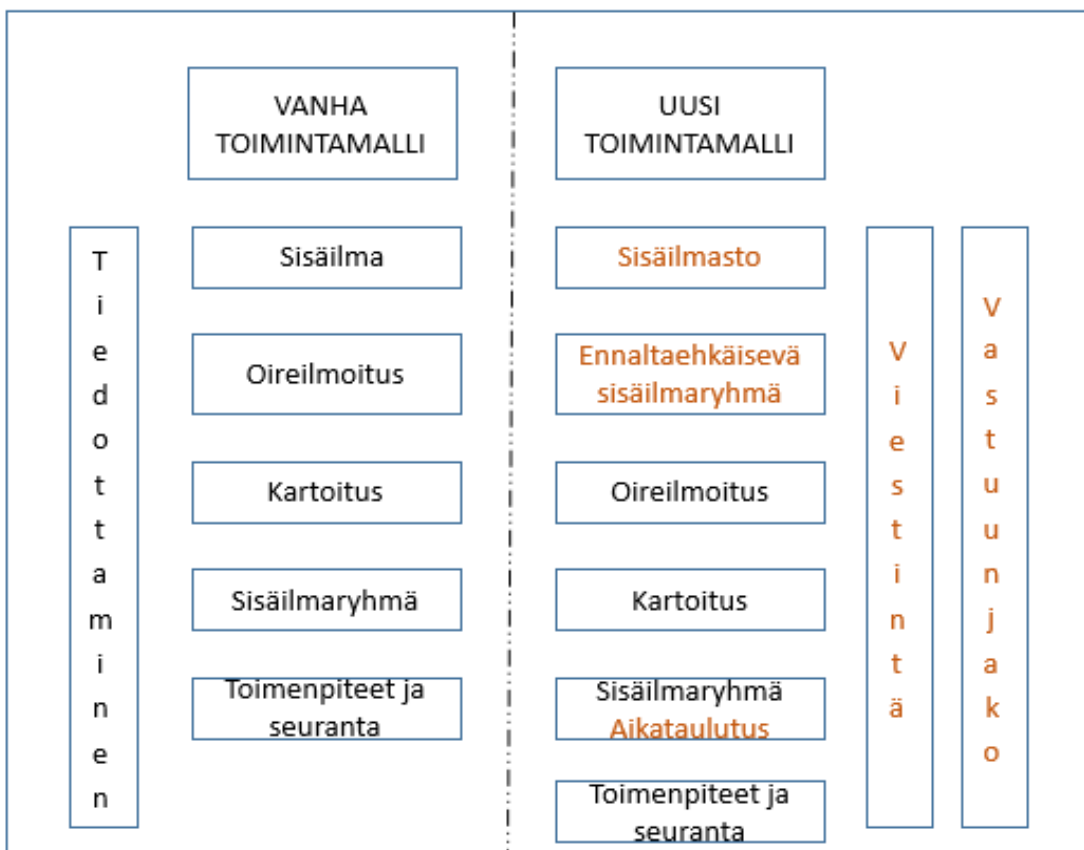 VANHA
TOIMINTAMALLI
Tiedottaminen
Sisäilma
Oireilmoitus
Kartoitus
Sisäilmaryhmä
Toimenpiteet ja
seuranta
UUSI
TOIMINTAMALLI
Sisäilmasto
Ennaltaehkäisevä
sisäilmaryhmä
Oireilmoitus
Kartoitus
Sisäilmaryhmä
Aikataulutus
Toimenpiteet ja
seuranta
Viestintä
Vastuunjako